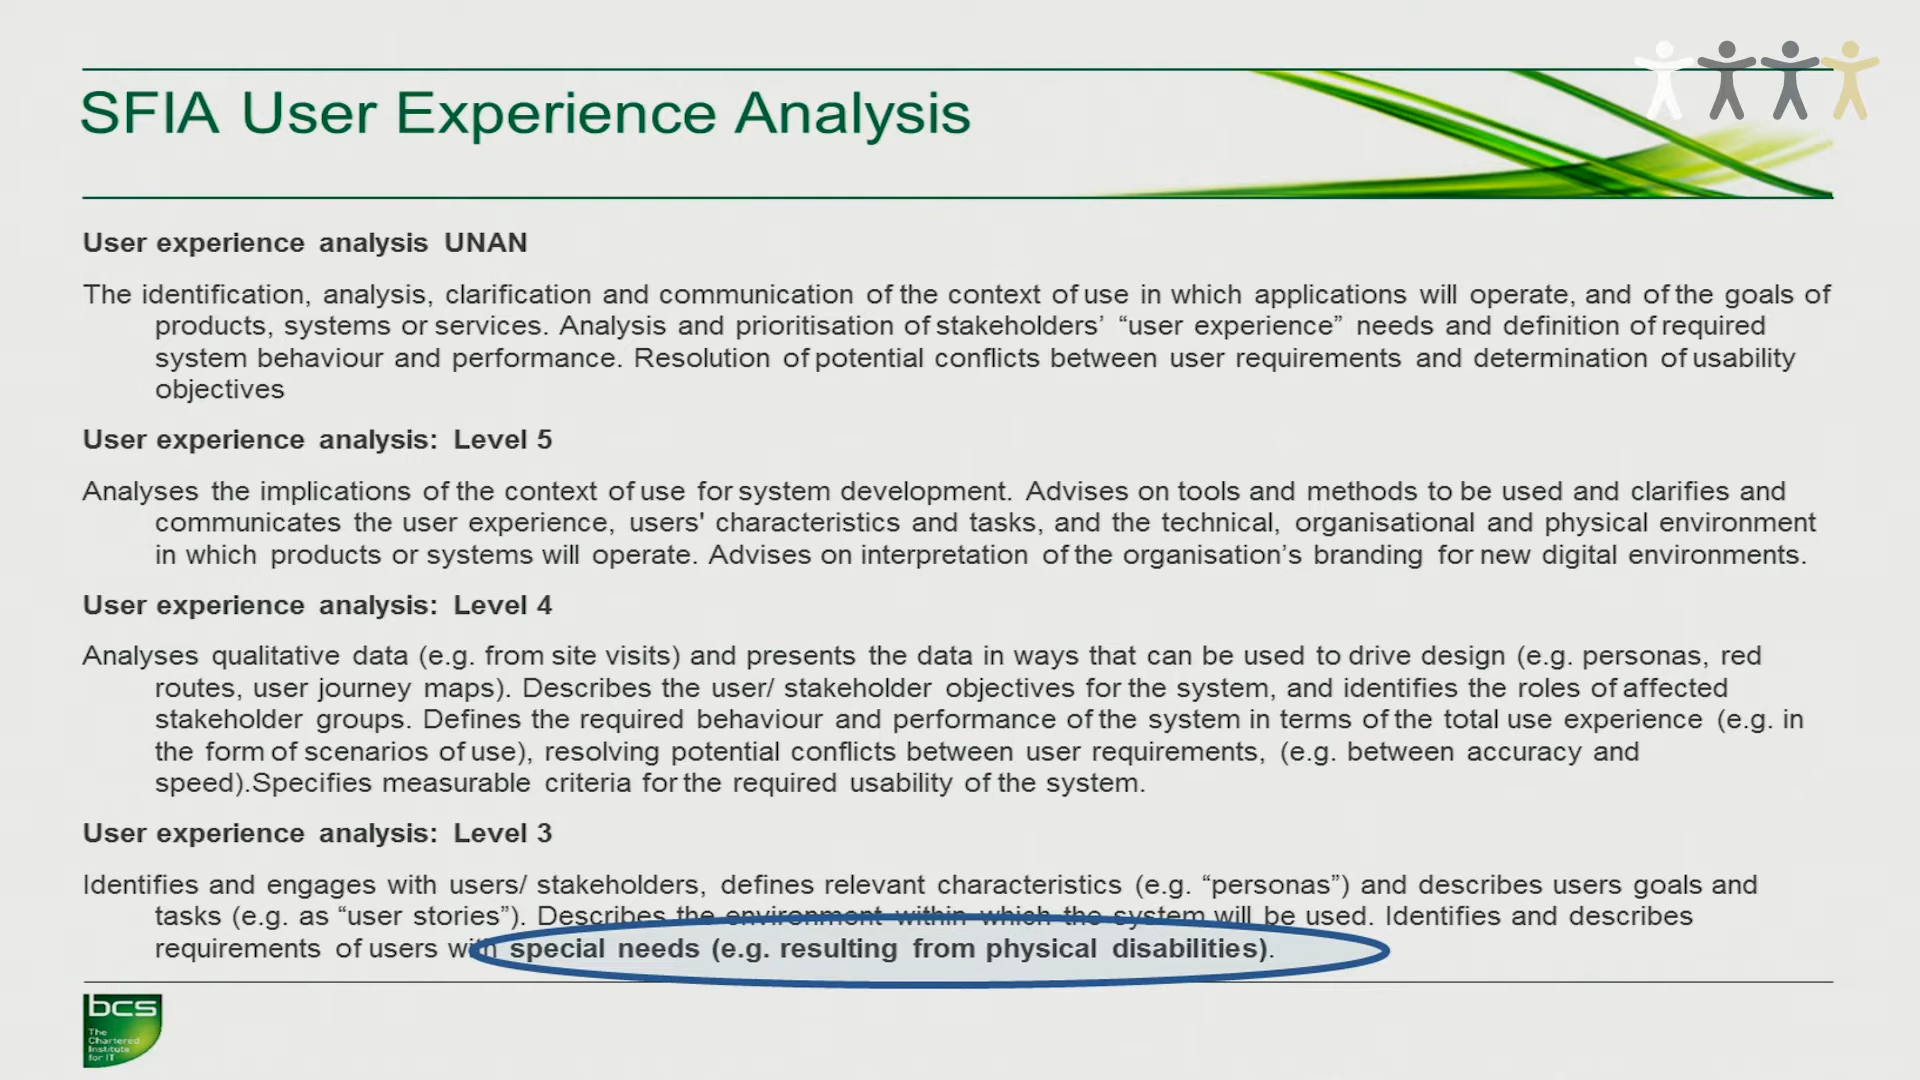 SFIA User Experience Analysis
User experience analysis UNAN
The identification, analysis, clarification and communication of the context of use in which applications will operate, and of the goals of
products, systems or services. Analysis and prioritisation of stakeholders’ “user experience” needs and definition of required
system behaviour and performance. Resolution of potential conflicts between user requirements and determination of usability
objectives
User experience analysis: Level 5
Analyses the implications of the context of use for system development. Advises on tools and methods to be used and clarifies and
communicates the user experience, users' characteristics and tasks, and the technical, organisational and physical environment
in which products or systems will operate. Advises on interpretation of the organisation’s branding for new digital environments.
User experience analysis: Level 4
Analyses qualitative data (e.g. from site visits) and presents the data in ways that can be used to drive design (e.g. personas, red
routes, user journey maps). Describes the user/ stakeholder objectives for the system, and identifies the roles of affected
stakeholder groups. Defines the required behaviour and performance of the system in terms of the total use experience (e.g. in
the form of scenarios of use), resolving potential conflicts between user requirements, (e.g. between accuracy and
speed).Specifies measurable criteria for the required usability of the system.
User experience analysis: Level 3
Identifies and engages with users/ stakeholders, defines relevant characteristics (e.g. “personas”) and describes users goals and
tasks (e.g. as “user stories”). Describes the environment within which the system will be used. Identifies and describes
requirements of users with special needs (e.g. resulting from physical disabilities).
bcs
The
Chartered
Institute
for IT